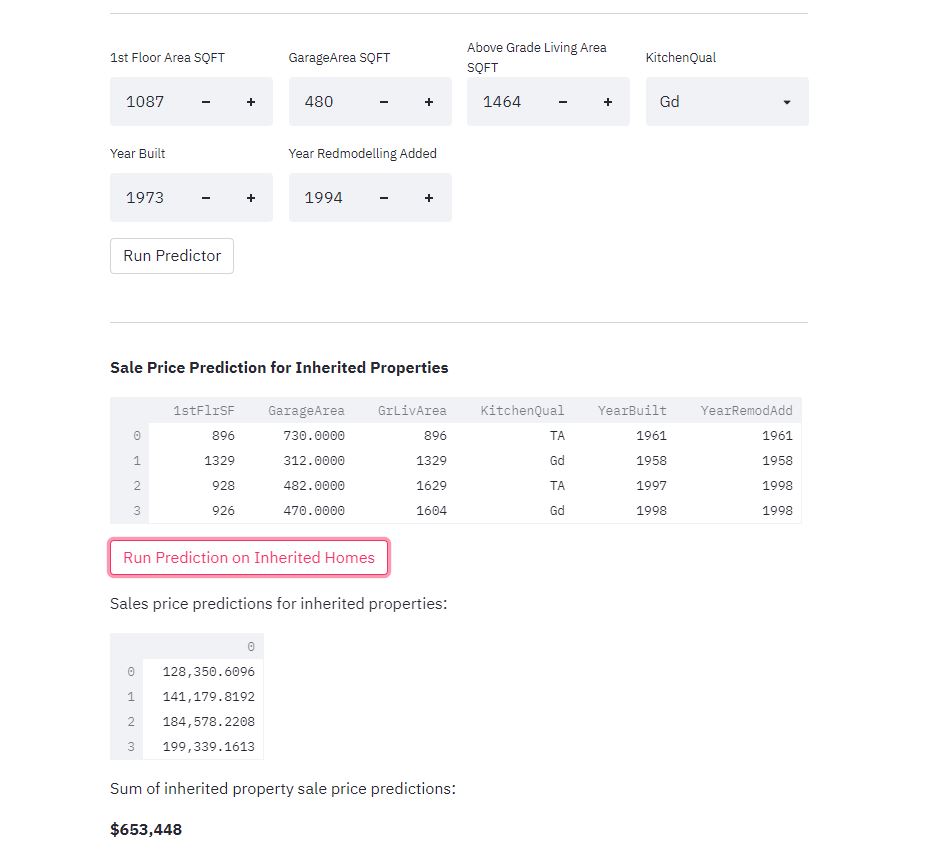 1st Floor Area SQFT GarageArea SQFT Above Grade Living Area SQFT KitchenQual
1087 − + 480 − + 1464 − + Gd
Year Built Year Redmodelling Added
1973 − + 1994 − +
Run Predictor
Sale Price Prediction for Inherited Properties
1stFlrSF GarageArea GrLivArea KitchenQual YearBuilt YearRemodAdd
0 896 730.0000 896 TA 1961 1961
1 1329 312.0000 1329 Gd 1958 1958
2 928 482.0000 1629 TA 1997 1998
3 926 470.0000 1604 Gd 1998 1998
Run Prediction on Inherited Homes
Sales price predictions for inherited properties:
0
0 128,350.6096
1 141,179.8192
2 184,578.2208
3 199,339.1613
Sum of inherited property sale price predictions:
$653,448